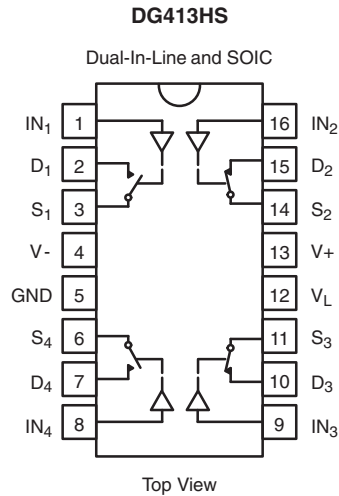 DG413HS
Dual-In-Line and SOIC
IN1 1 16 IN2
D1 2 15 D2
S1 3 14 S2
V- 4 13 V+
GND 5 12 VL
S4 6 11 S3
D4 7 10 D3
IN4 8 9 IN3
Top View